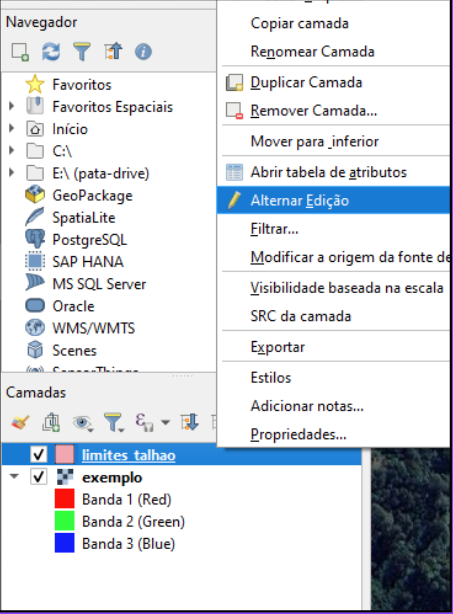 Navegador
Favoritos
Favoritos Espaciais
Início
C:\
E:\ (pata-drive)
GeoPackage
SpatiaLite
PostgreSQL
SAP HANA
MS SQL Server
Oracle
WMS/WMTS
Scenes
Copiar camada
Renomear Camada
Duplicar Camada
Remover Camada...
Mover para _inferior
Abrir tabela de atributos
Alternar Edição
Filtrar...
Modificar a origem da fonte de
Visibilidade baseada na escala
SRC da camada
Exportar
Estilos
Adicionar notas...
Propriedades...
Camadas
limites_talhao
exemplo
Banda 1 (Red)
Banda 2 (Green)
Banda 3 (Blue)